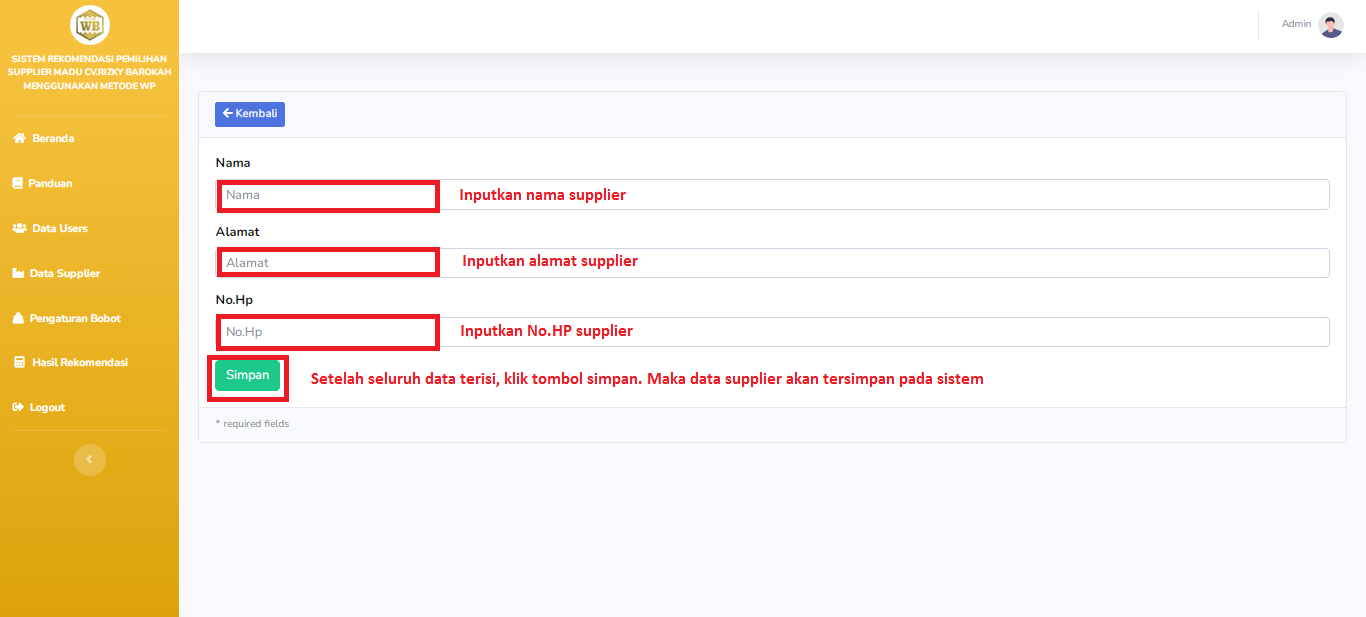 WB
SISTEM REKOMENDASI PEMILIHAN
SUPPLIER MADU CV.RIZKY BAROKAH
MENGGUNAKAN METODE WP
Beranda
Panduan
Data Users
Data Supplier
Pengaturan Bobot
Hasil Rekomendasi
Logout
Admin
Kembali
Nama
Nama Inputkan nama supplier
Alamat
Alamat Inputkan alamat supplier
No.Hp
No.Hp Inputkan No.HP supplier
Simpan Setelah seluruh data terisi, klik tombol simpan. Maka data supplier akan tersimpan pada sistem
* required fields